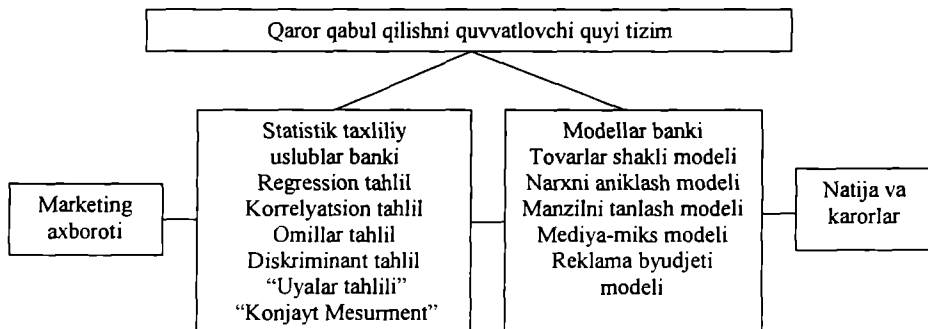 Qaror qabul qilishni quvvatlovchi quyi tizim
Marketing
axboroti
Statistik taxliliy
uslublar banki
Regression tahlil
Korrelyatsion tahlil
Omillar tahlil
Diskriminant tahlil
“Uyalar tahlili”
“Konjayt Mesurment”
Modellar banki
Tovarlar shakli modeli
Narxni aniklash modeli
Manzilni tanlash modeli
Mediya-miks modeli
Reklama byudjeti
modeli
Natija va
karorlar